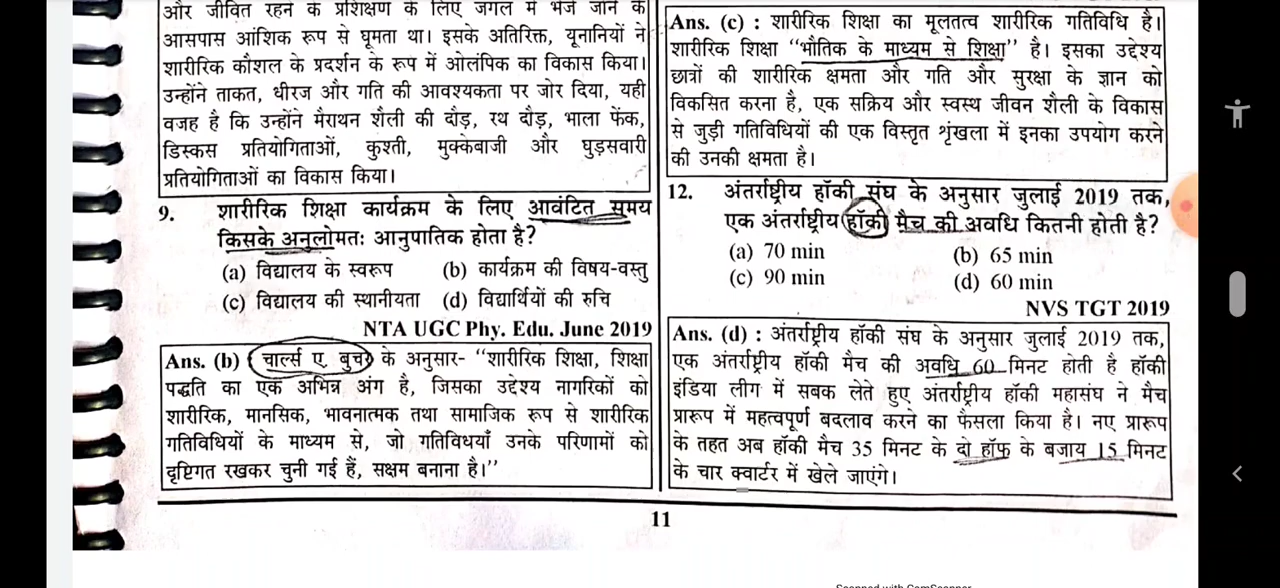 और जीवित रहने के प्रशिक्षण के लिए जंगल में भेजे जाने के
आसपास आंशिक रूप से घूमता था। इसके अतिरिक्त, यूनानियों ने
शारीरिक कौशल के प्रदर्शन के रूप में ओलंपिक का विकास किया।
उन्होंने ताकत, धीरज और गति की आवश्यकता पर जोर दिया, यही
वजह है कि उन्होंने मैराथन शैली की दौड़, रथ दौड़, भाला फेंक,
डिस्कस प्रतियोगिताओं, कुश्ती, मुक्केबाजी और घुड़सवारी
प्रतियोगिताओं का विकास किया।
9. शारीरिक शिक्षा कार्यक्रम के लिए आवंटित समय
किसके अनुलोमतः आनुपातिक होता है?
(a) विद्यालय के स्वरूप (b) कार्यक्रम की विषय-वस्तु
(c) विद्यालय की स्थानीयता (d) विद्यार्थियों की रुचि
NTA UGC Phy. Edu. June 2019
Ans. (b) : चार्ल्स ए. बुचर के अनुसार- “शारीरिक शिक्षा, शिक्षा
पद्धति का एक अभिन्न अंग है, जिसका उद्देश्य नागरिकों को
शारीरिक, मानसिक, भावनात्मक तथा सामाजिक रूप से शारीरिक
गतिविधियों के माध्यम से, जो गतिविधयाँ उनके परिणामों को
दृष्टिगत रखकर चुनी गई हैं, सक्षम बनाना है।”
Ans. (c) : शारीरिक शिक्षा का मूलतत्व शारीरिक गतिविधि है।
शारीरिक शिक्षा “भौतिक के माध्यम से शिक्षा” है। इसका उद्देश्य
छात्रों की शारीरिक क्षमता और गति और सुरक्षा के ज्ञान को
विकसित करना है, एक सक्रिय और स्वस्थ जीवन शैली के विकास
से जुड़ी गतिविधियों की एक विस्तृत शृंखला में इनका उपयोग करने
की उनकी क्षमता है।
12. अंतर्राष्ट्रीय हॉकी संघ के अनुसार जुलाई 2019 तक,
एक अंतर्राष्ट्रीय हॉकी मैच की अवधि कितनी होती है?
(a) 70 min (b) 65 min
(c) 90 min (d) 60 min
NVS TGT 2019
Ans. (d) : अंतर्राष्ट्रीय हॉकी संघ के अनुसार जुलाई 2019 तक,
एक अंतर्राष्ट्रीय हॉकी मैच की अवधि 60 मिनट होती है हॉकी
इंडिया लीग में सबक लेते हुए अंतर्राष्ट्रीय हॉकी महासंघ ने मैच
प्रारूप में महत्वपूर्ण बदलाव करने का फैसला किया है। नए प्रारूप
के तहत अब हॉकी मैच 35 मिनट के दो हॉफ के बजाय 15 मिनट
के चार क्वार्टर में खेले जाएंगे।
11